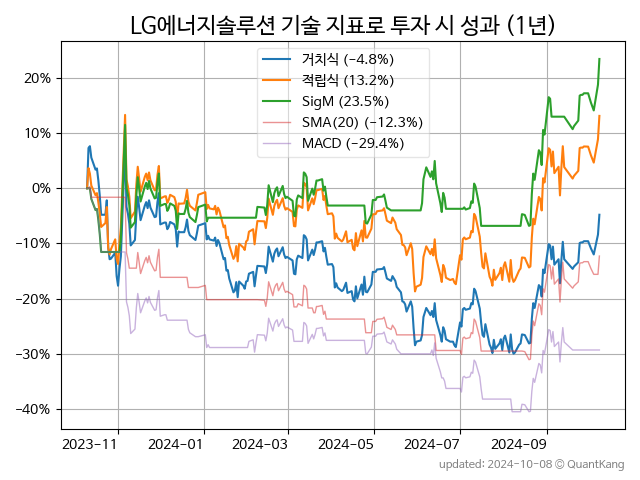 LG에너지솔루션 기술 지표로 투자 시 성과 (1년)
거치식 (−4.8%)
적립식 (13.2%)
SigM (23.5%)
SMA(20) (−12.3%)
MACD (−29.4%)
20%
10%
0%
−10%
−20%
−30%
−40%
2023-11 2024-01 2024-03 2024-05 2024-07 2024-09
updated: 2024-10-08 © QuantKang